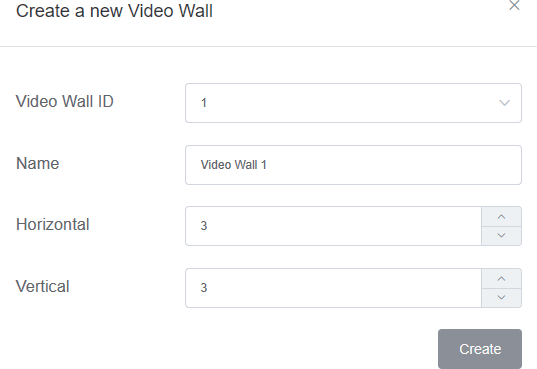 Create a new Video Wall
Video Wall ID
1
Name
Video Wall 1
Horizontal
3
Vertical
3
Create